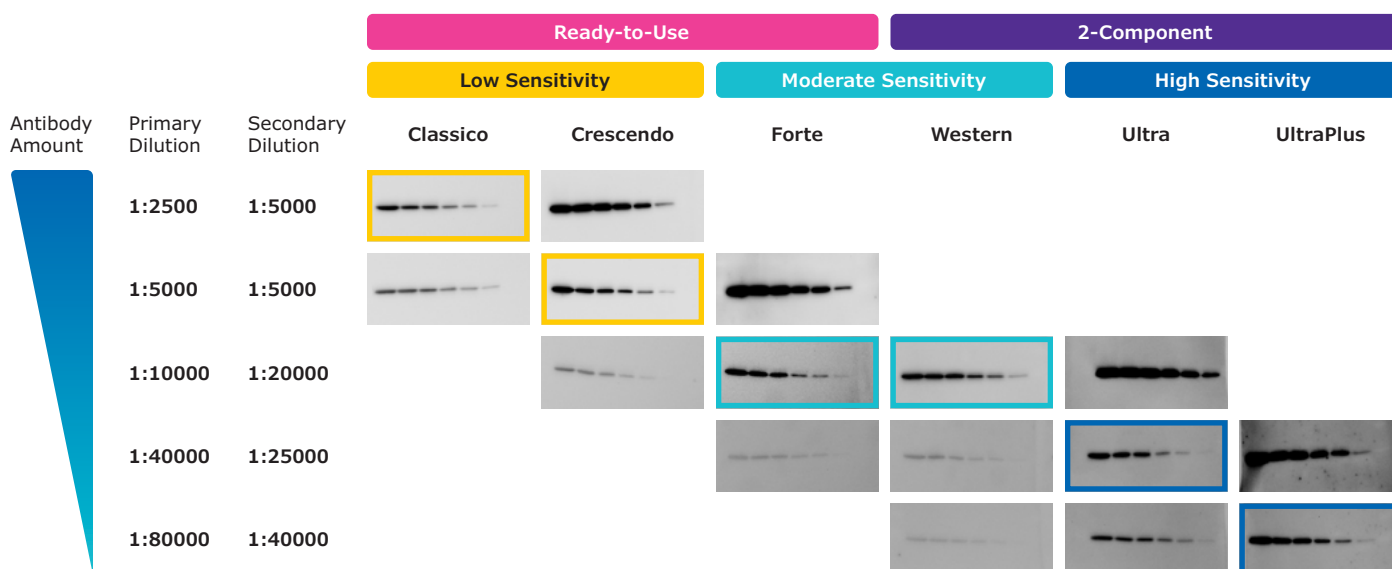 Ready-to-Use 2-Component
Low Sensitivity Moderate Sensitivity High Sensitivity
Antibody Amount Primary Dilution Secondary Dilution Classico Crescendo Forte Western Ultra UltraPlus
1:2500 1:5000
1:5000 1:5000
1:10000 1:20000
1:40000 1:25000
1:80000 1:40000